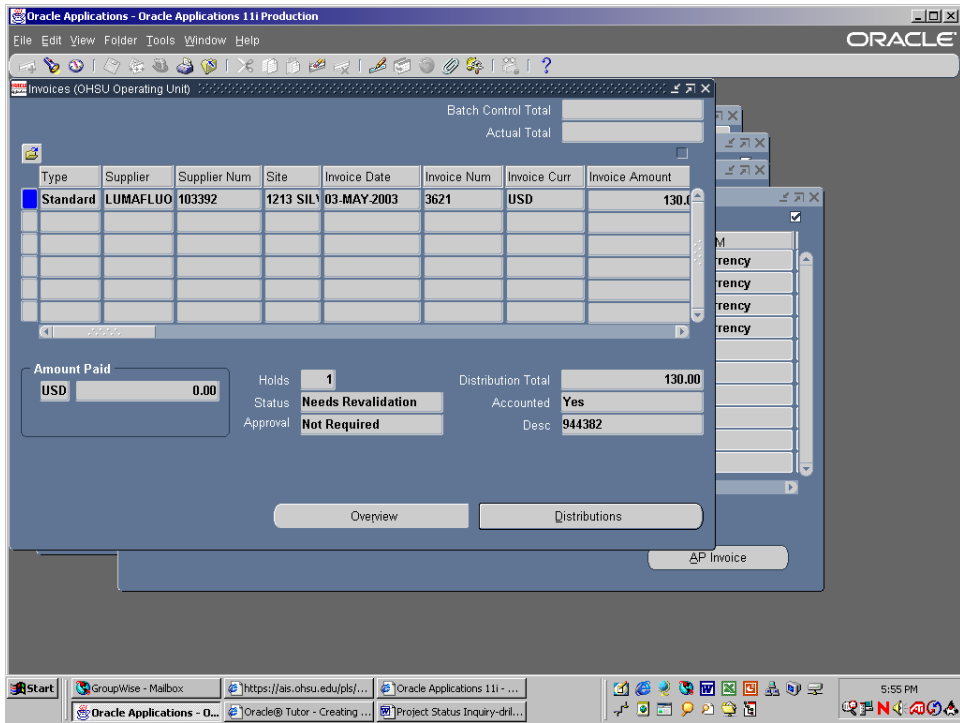 Oracle Applications - Oracle Applications 11i Production
File Edit View Folder Tools Window Help
ORACLE
Invoices (OHSU Operating Unit)
Batch Control Total
Actual Total
Type Supplier Supplier Num Site Invoice Date Invoice Num Invoice Curr Invoice Amount
Standard LUMAFLUO 103392 1213 SIL 03-MAY-2003 3621 USD 130.0
M
rrency
rrency
rrency
rrency
Amount Paid
USD 0.00
Holds 1 Distribution Total 130.00
Status Needs Revalidation Accounted Yes
Approval Not Required Desc 944382
Overview Distributions
AP Invoice
Start GroupWise - Mailbox https://ais.ohsu.edu/pls/... Oracle Applications 11i - ... 5:55 PM
Oracle Applications - O... Oracle® Tutor - Creating ... Project Status Inquiry-dril...